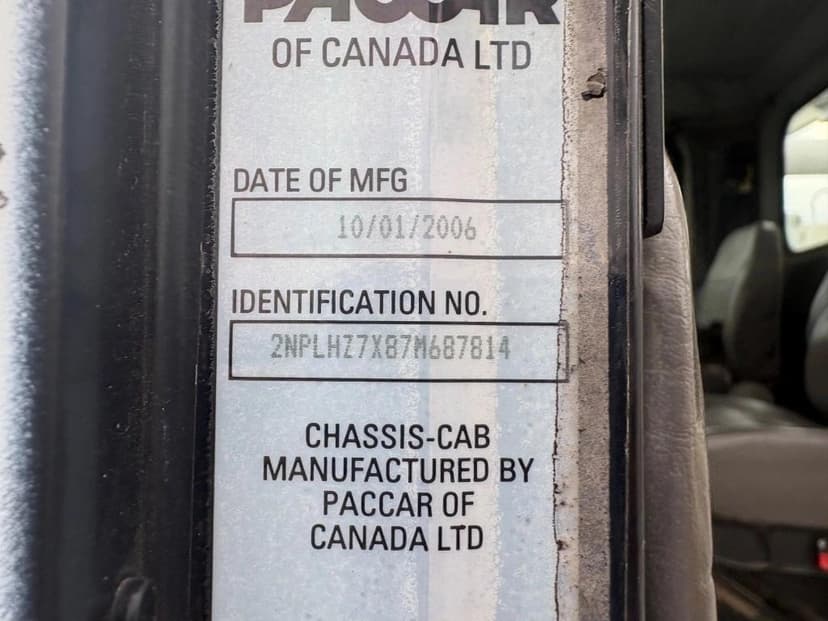 PACCAR
OF CANADA LTD
DATE OF MFG
10/01/2006
IDENTIFICATION NO.
2NPLHZ7X87M687814
CHASSIS-CAB
MANUFACTURED BY
PACCAR OF
CANADA LTD